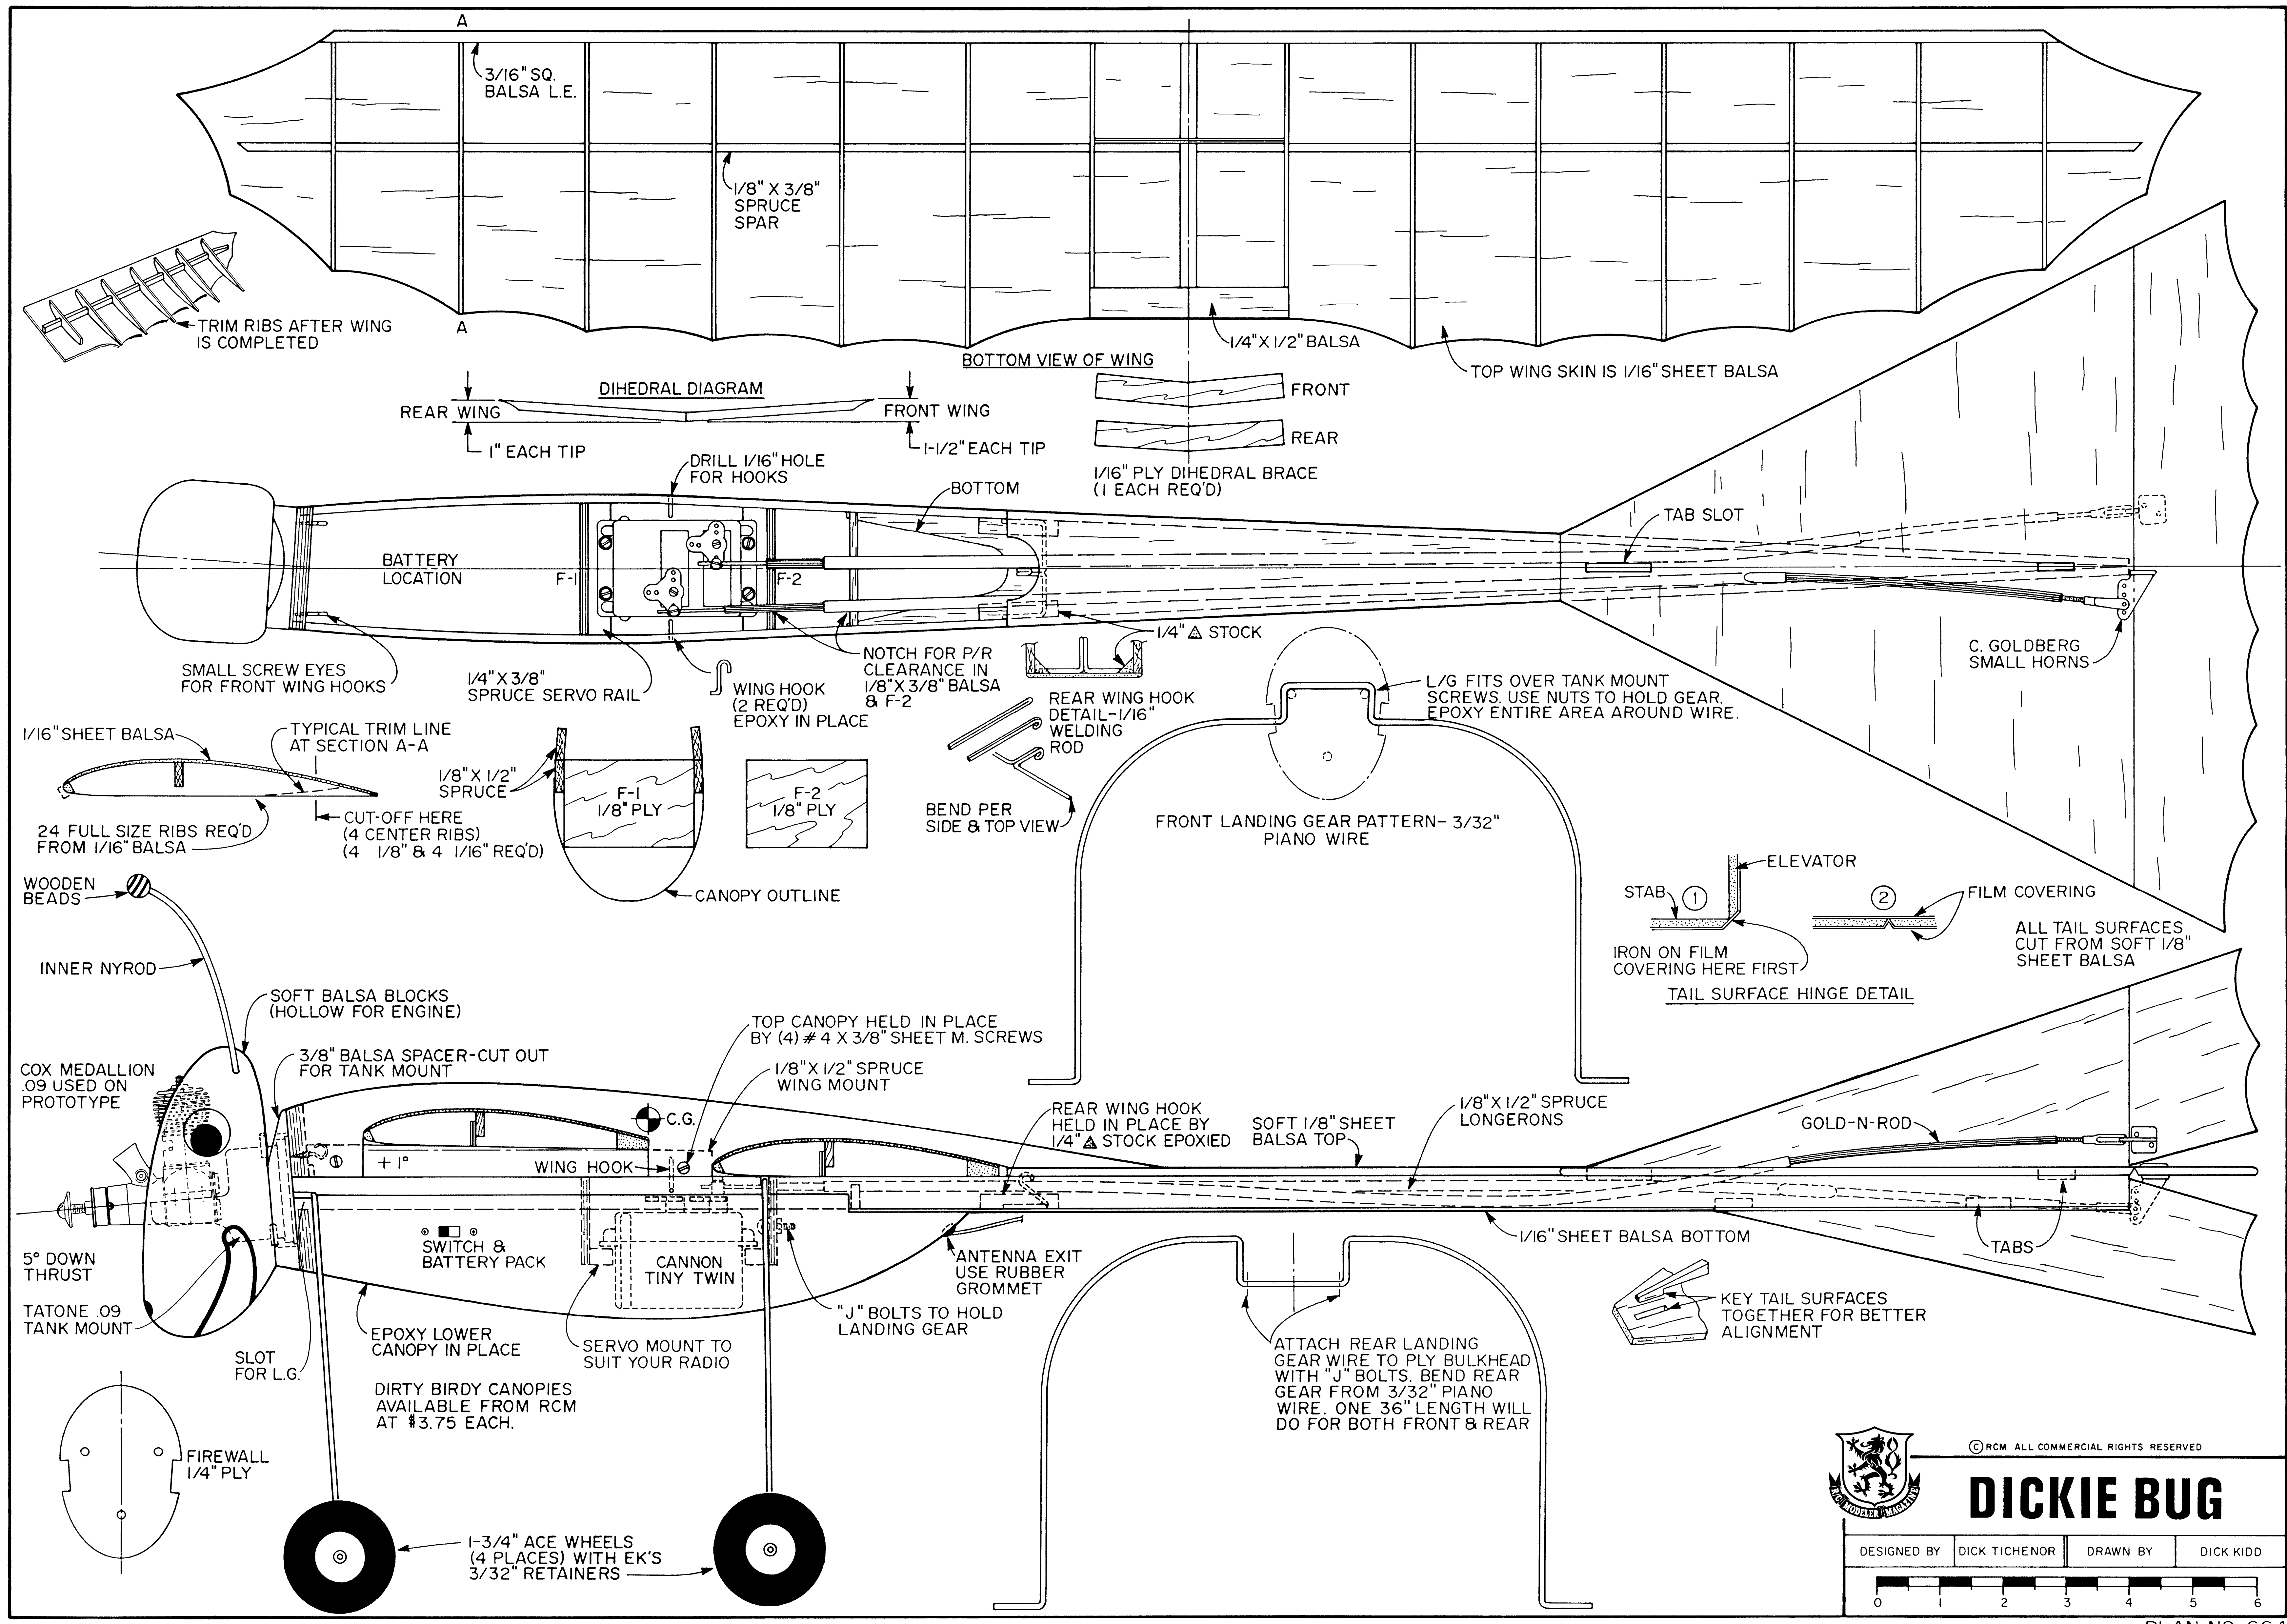 A
3/16" SQ.
BALSA L.E.
1/8" X 3/8"
SPRUCE
SPAR
TRIM RIBS AFTER WING
IS COMPLETED
A
1/4" X 1/2" BALSA
BOTTOM VIEW OF WING
TOP WING SKIN IS 1/16" SHEET BALSA
DIHEDRAL DIAGRAM
REAR WING
FRONT WING
1" EACH TIP
1-1/2" EACH TIP
FRONT
REAR
1/16" PLY DIHEDRAL BRACE
(1 EACH REQ'D)
DRILL 1/16" HOLE
FOR HOOKS
BOTTOM
TAB SLOT
BATTERY
LOCATION
F-1
F-2
SMALL SCREW EYES
FOR FRONT WING HOOKS
1/4" X 3/8"
SPRUCE SERVO RAIL
WING HOOK
(2 REQ'D)
EPOXY IN PLACE
NOTCH FOR P/R
CLEARANCE IN
1/8" X 3/8" BALSA
& F-2
1/4" STOCK
C. GOLDBERG
SMALL HORNS
REAR WING HOOK
DETAIL-1/16"
WELDING
ROD
L/G FITS OVER TANK MOUNT
SCREWS. USE NUTS TO HOLD GEAR.
EPOXY ENTIRE AREA AROUND WIRE.
1/16" SHEET BALSA
TYPICAL TRIM LINE
AT SECTION A-A
1/8" X 1/2"
SPRUCE
F-1
1/8" PLY
F-2
1/8" PLY
24 FULL SIZE RIBS REQ'D
FROM 1/16" BALSA
CUT-OFF HERE
(4 CENTER RIBS)
(4 1/8" & 4 1/16" REQ'D)
BEND PER
SIDE & TOP VIEW
FRONT LANDING GEAR PATTERN- 3/32"
PIANO WIRE
CANOPY OUTLINE
WOODEN
BEADS
INNER NYROD
ELEVATOR
STAB
1
2
FILM COVERING
IRON ON FILM
COVERING HERE FIRST
TAIL SURFACE HINGE DETAIL
ALL TAIL SURFACES
CUT FROM SOFT 1/8"
SHEET BALSA
SOFT BALSA BLOCKS
(HOLLOW FOR ENGINE)
COX MEDALLION
.09 USED ON
PROTOTYPE
3/8" BALSA SPACER-CUT OUT
FOR TANK MOUNT
TOP CANOPY HELD IN PLACE
BY (4) #4 X 3/8" SHEET M. SCREWS
1/8" X 1/2" SPRUCE
WING MOUNT
C.G.
+ 1°
WING HOOK
REAR WING HOOK
HELD IN PLACE BY
1/4" STOCK EPOXIED
SOFT 1/8" SHEET
BALSA TOP
1/8" X 1/2" SPRUCE
LONGERONS
GOLD-N-ROD
5° DOWN
THRUST
TATONE .09
TANK MOUNT
SWITCH &
BATTERY PACK
CANNON
TINY TWIN
ANTENNA EXIT
USE RUBBER
GROMMET
1/16" SHEET BALSA BOTTOM
TABS
SLOT
FOR L.G.
EPOXY LOWER
CANOPY IN PLACE
SERVO MOUNT TO
SUIT YOUR RADIO
"J" BOLTS TO HOLD
LANDING GEAR
KEY TAIL SURFACES
TOGETHER FOR BETTER
ALIGNMENT
DIRTY BIRDY CANOPIES
AVAILABLE FROM RCM
AT $3.75 EACH.
ATTACH REAR LANDING
GEAR WIRE TO PLY BULKHEAD
WITH "J" BOLTS. BEND REAR
GEAR FROM 3/32" PIANO
WIRE. ONE 36" LENGTH WILL
DO FOR BOTH FRONT & REAR
FIREWALL
1/4" PLY
1-3/4" ACE WHEELS
(4 PLACES) WITH EK'S
3/32" RETAINERS
R/C MODELER MAGAZINE
© RCM ALL COMMERCIAL RIGHTS RESERVED
DICKIE BUG
DESIGNED BY DICK TICHENOR DRAWN BY DICK KIDD
0 1 2 3 4 5 6